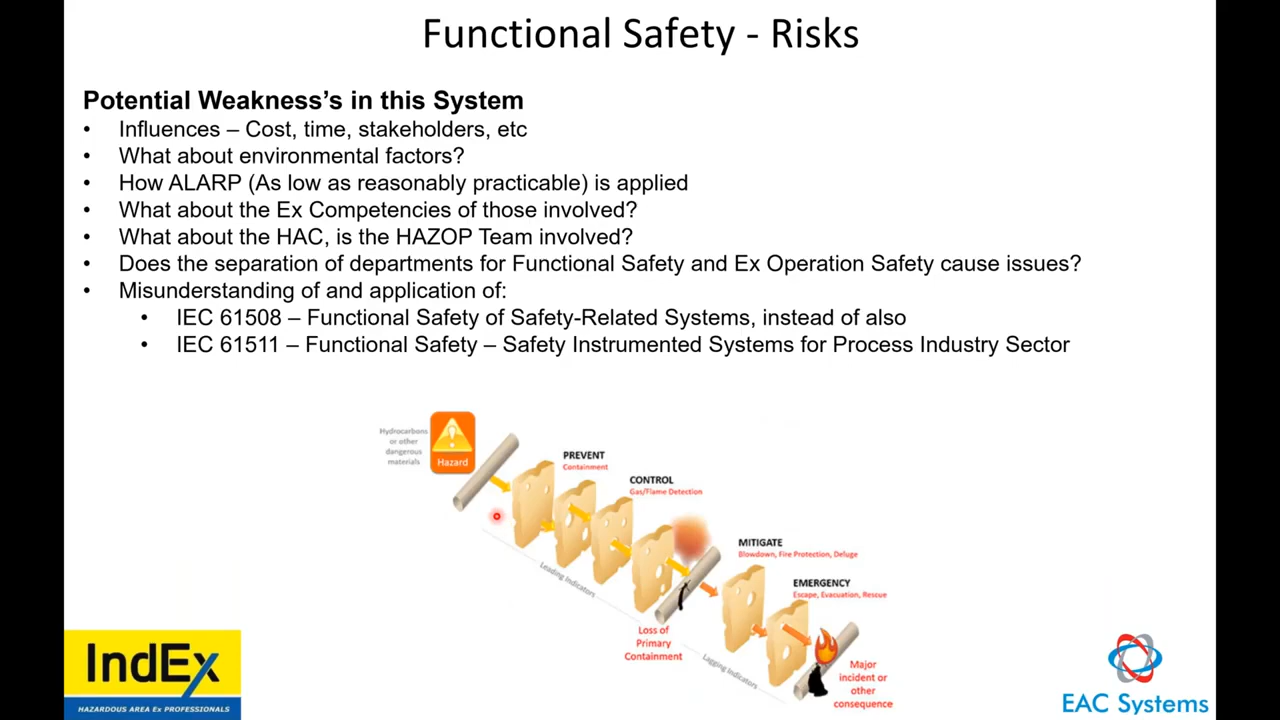 Functional Safety - Risks
Potential Weakness's in this System
• Influences – Cost, time, stakeholders, etc
• What about environmental factors?
• How ALARP (As low as reasonably practicable) is applied
• What about the Ex Competencies of those involved?
• What about the HAC, is the HAZOP Team involved?
• Does the separation of departments for Functional Safety and Ex Operation Safety cause issues?
• Misunderstanding of and application of:
• IEC 61508 – Functional Safety of Safety-Related Systems, instead of also
• IEC 61511 – Functional Safety – Safety Instrumented Systems for Process Industry Sector
Hydrocarbons
or other
dangerous
materials
Hazard
PREVENT
Containment
CONTROL
Gas/Flame Detection
MITIGATE
Blowdown, Fire Protection, Deluge
EMERGENCY
Escape, Evacuation, Rescue
Leading Indicators
Loss of
Primary
Containment
Lagging Indicators
Major
incident or
other
consequence
IndEx
HAZARDOUS AREA Ex PROFESSIONALS
EAC Systems